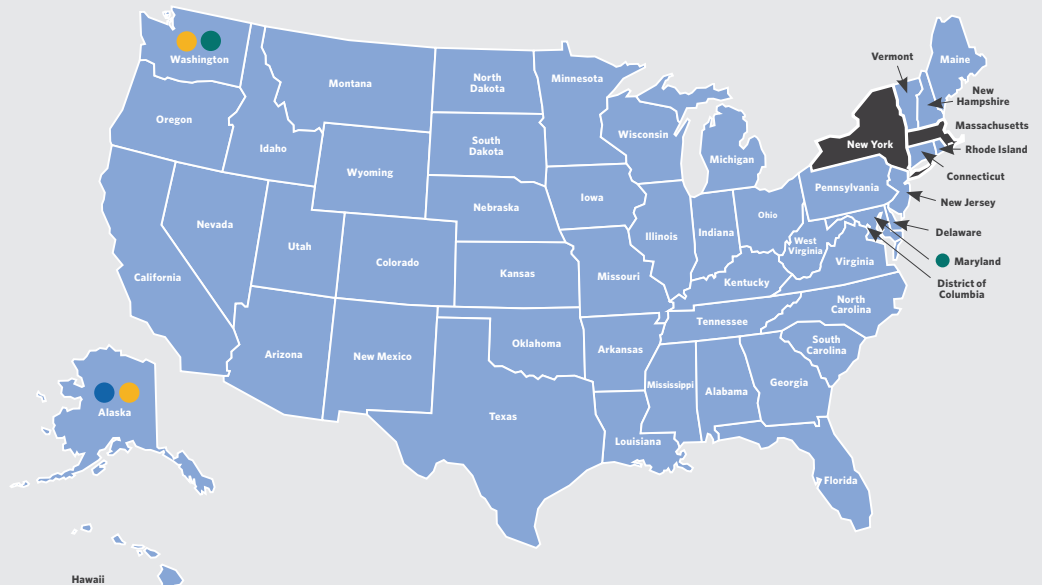 Washington
Montana
North
Dakota
Minnesota
Vermont
Maine
New
Hampshire
Oregon
Idaho
South
Dakota
Wisconsin
Michigan
New York
Massachusetts
Rhode Island
Connecticut
Wyoming
Nebraska
Iowa
Pennsylvania
New Jersey
Nevada
Utah
Colorado
Illinois
Indiana
Ohio
West
Virginia
Delaware
Maryland
California
Kansas
Missouri
Kentucky
Virginia
District of
Columbia
Arizona
New Mexico
Oklahoma
Arkansas
Tennessee
North
Carolina
South
Carolina
Alaska
Texas
Mississippi
Alabama
Georgia
Louisiana
Florida
Hawaii